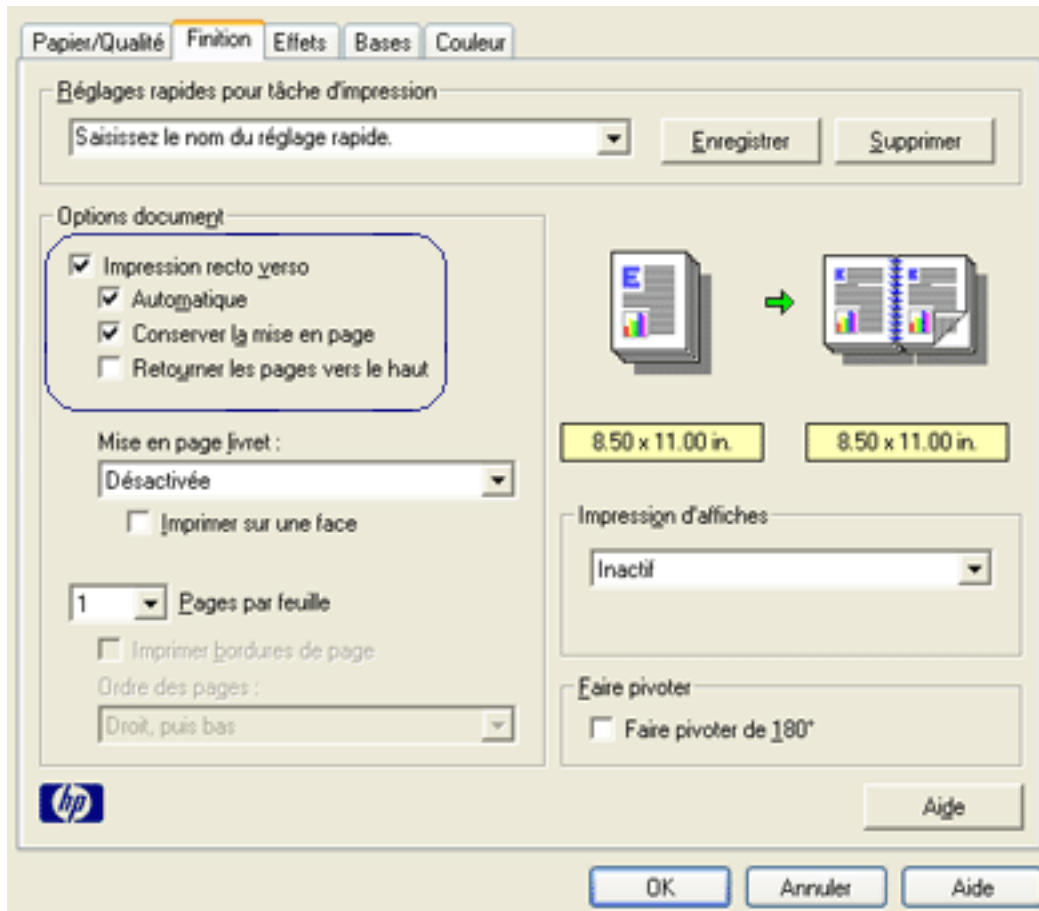 Papier/Qualité Finition Effets Bases Couleur
Réglages rapides pour tâche d'impression
Saisissez le nom du réglage rapide. Enregistrer Supprimer
Options document
Impression recto verso
Automatique
Conserver la mise en page
Retourner les pages vers le haut
Mise en page livret :
Désactivée
Imprimer sur une face
1 Pages par feuille
Imprimer bordures de page
Ordre des pages :
Droit, puis bas
E
E E
8.50 x 11.00 in. 8.50 x 11.00 in.
Impression d'affiches
Inactif
Faire pivoter
Faire pivoter de 180°
hp
Aide
OK Annuler Aide